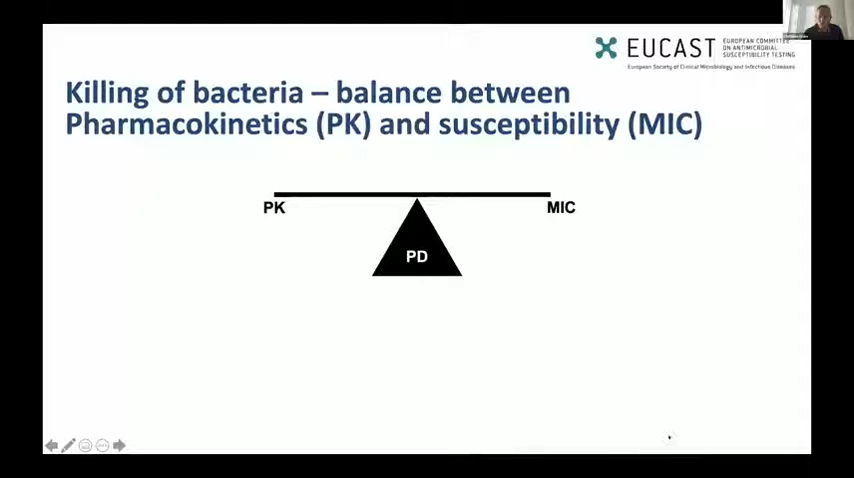 EUCAST
EUROPEAN COMMITTEE
ON ANTIMICROBIAL
SUSCEPTIBILITY TESTING
European Society of Clinical Microbiology and Infectious Diseases
Killing of bacteria – balance between
Pharmacokinetics (PK) and susceptibility (MIC)
PK
MIC
PD